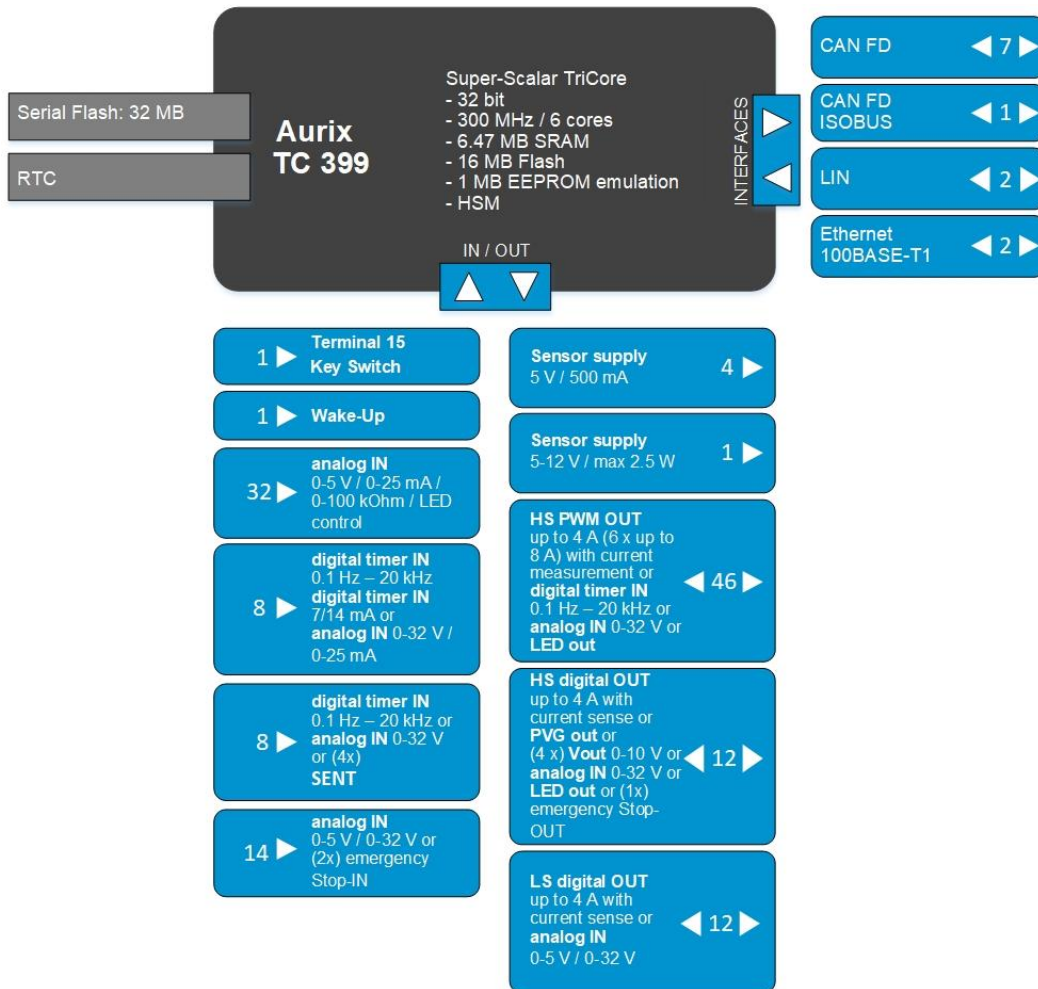 Serial Flash: 32 MB
RTC
Aurix
TC 399
Super-Scalar TriCore
- 32 bit
- 300 MHz / 6 cores
- 6.47 MB SRAM
- 16 MB Flash
- 1 MB EEPROM emulation
- HSM
INTERFACES
IN / OUT
CAN FD
7
CAN FD
ISOBUS
1
LIN
2
Ethernet
100BASE-T1
2
1
Terminal 15
Key Switch
1
Wake-Up
32
analog IN
0-5 V / 0-25 mA /
0-100 kOhm / LED
control
8
digital timer IN
0.1 Hz – 20 kHz
digital timer IN
7/14 mA or
analog IN 0-32 V /
0-25 mA
8
digital timer IN
0.1 Hz – 20 kHz or
analog IN 0-32 V
or (4x)
SENT
14
analog IN
0-5 V / 0-32 V or
(2x) emergency
Stop-IN
Sensor supply
5 V / 500 mA
4
Sensor supply
5-12 V / max 2.5 W
1
HS PWM OUT
up to 4 A (6 x up to
8 A) with current
measurement or
digital timer IN
0.1 Hz – 20 kHz or
analog IN 0-32 V or
LED out
46
HS digital OUT
up to 4 A with
current sense or
PVG out or
(4 x) Vout 0-10 V or
analog IN 0-32 V or
LED out or (1x)
emergency Stop-
OUT
12
LS digital OUT
up to 4 A with
current sense or
analog IN
0-5 V / 0-32 V
12